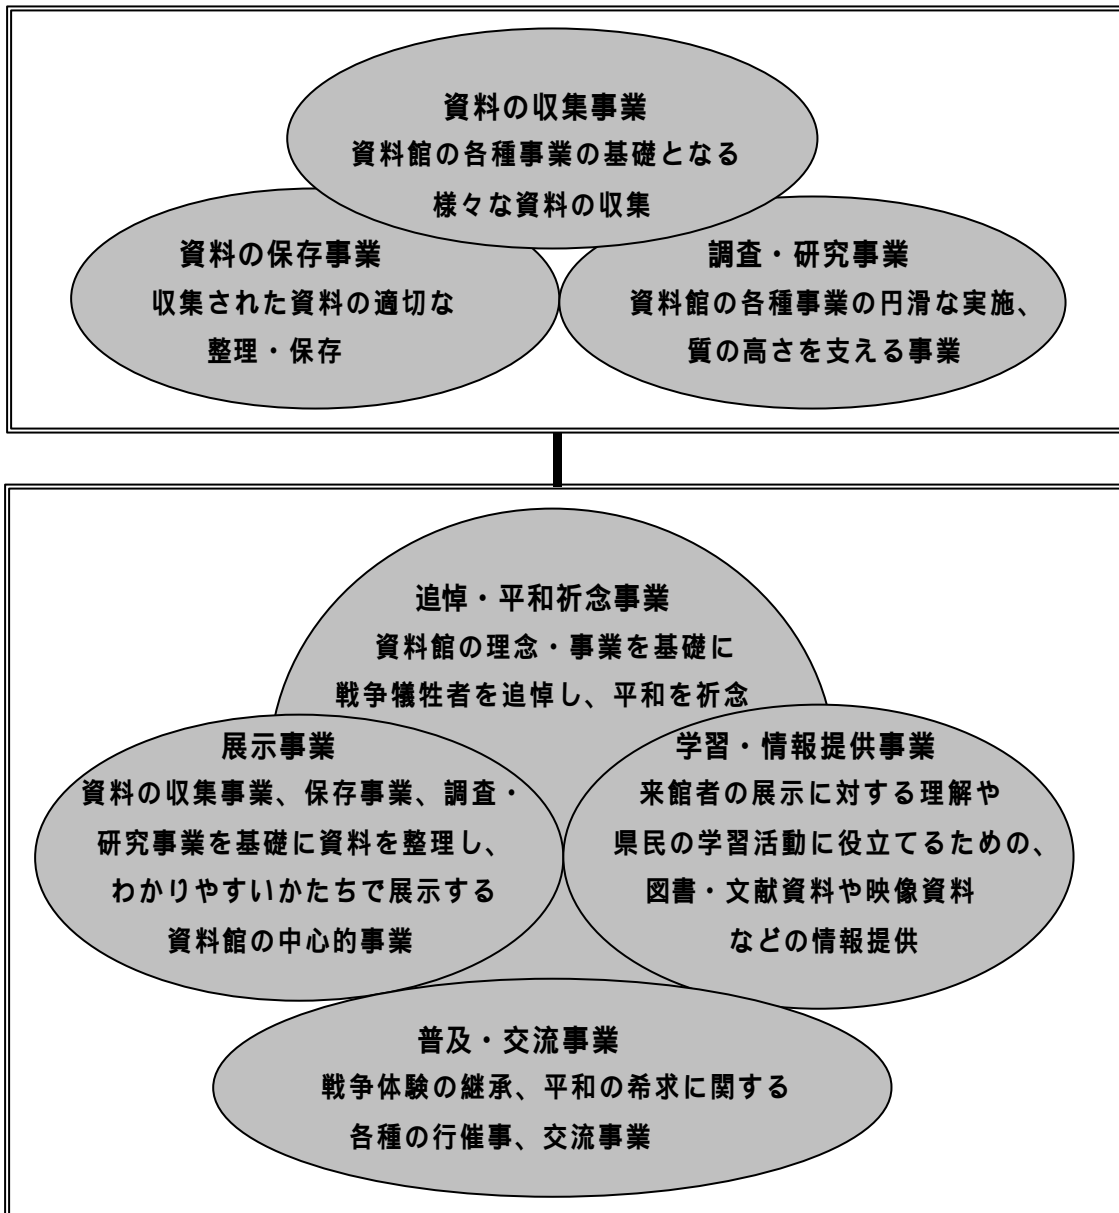 資料の収集事業
資料館の各種事業の基礎となる
様々な資料の収集
資料の保存事業
収集された資料の適切な
整理・保存
調査・研究事業
資料館の各種事業の円滑な実施、
質の高さを支える事業
追悼・平和祈念事業
資料館の理念・事業を基礎に
戦争犠牲者を追悼し、平和を祈念
展示事業
資料の収集事業、保存事業、調査・
研究事業を基礎に資料を整理し、
わかりやすいかたちで展示する
資料館の中心的事業
学習・情報提供事業
来館者の展示に対する理解や
県民の学習活動に役立てるための、
図書・文献資料や映像資料
などの情報提供
普及・交流事業
戦争体験の継承、平和の希求に関する
各種の行催事、交流事業